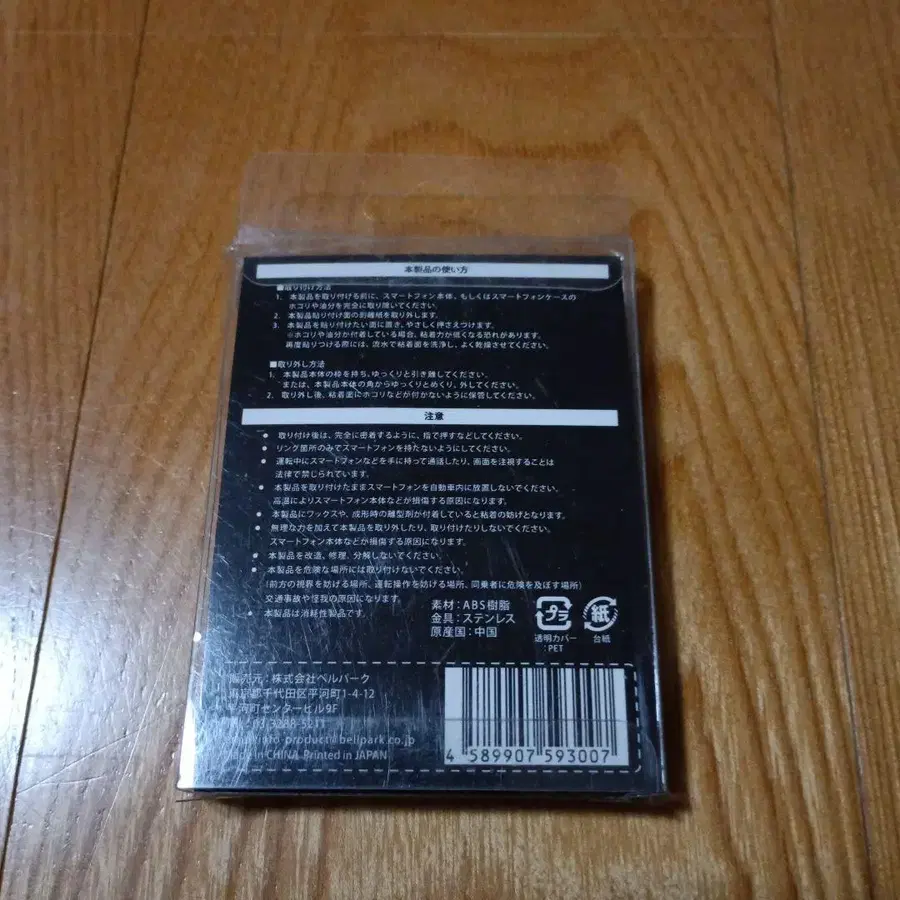 本製品の使い方
■取り付け方法
1. 本製品を取り付ける前に、スマートフォン本体、もしくはスマートフォンケースの
ホコリや油分を完全に取り除いてください。
2. 本製品貼り付け面の剥離紙を取り外します。
3. 本製品を貼り付けたい面に置き、やさしく押さえつけます。
※ホコリや油分が付着している場合、粘着力が低くなる恐れがあります。
再度貼りつける際には、流水で粘着面を洗浄し、よく乾燥させてください。
■取り外し方法
1. 本製品本体の枠を持ち、ゆっくりと引き離してください。
または、本製品本体の角からゆっくりとめくり、外してください。
2. 取り外し後、粘着面にホコリなどが付かないように保管してください。
注意
● 取り付け後は、完全に密着するように、指で押すなどしてください。
● リング箇所のみでスマートフォンを持たないようにしてください。
● 運転中にスマートフォンなどを手に持って通話したり、画面を注視することは
法律で禁じられています。
● 本製品を取り付けたままスマートフォンを自動車内に放置しないでください。
高温によりスマートフォン本体などが損傷する原因になります。
● 本製品にワックスや、成形時の離型剤が付着していると粘着の妨げとなります。
● 無理な力を加えて本製品を取り外したり、取り付けたりしないでください。
スマートフォン本体などが損傷する原因になります。
● 本製品を改造、修理、分解しないでください。
● 本製品を危険な場所には取り付けないでください。
(前方の視界を妨げる場所、運転操作を妨げる場所、同乗者に危険を及ぼす場所)
交通事故や怪我の原因になります。
● 本製品は消耗性製品です。
素材：ABS樹脂
金具：ステンレス
原産国：中国
プラ
透明カバー
：PET
紙
台紙
販売元：株式会社ベルパーク
東京都千代田区平河町1-4-12
平河町センタービル9F
TEL：03-3288-5211
info-product@bellpark.co.jp
Made in CHINA, Printed in JAPAN
4 589907 593007